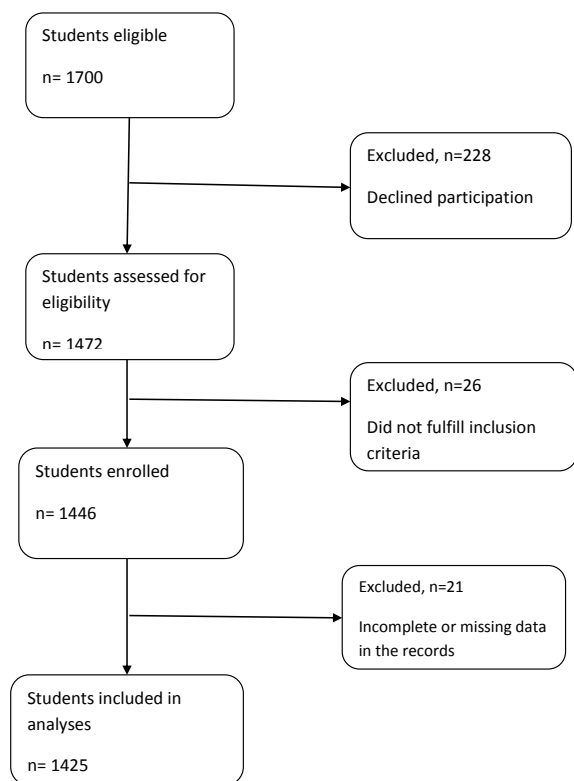 Students eligible
n= 1700
Excluded, n=228
Declined participation
Students assessed for
eligibility
n= 1472
Excluded, n=26
Did not fulfill inclusion
criteria
Students enrolled
n= 1446
Excluded, n=21
Incomplete or missing data
in the records
Students included in
analyses
n= 1425